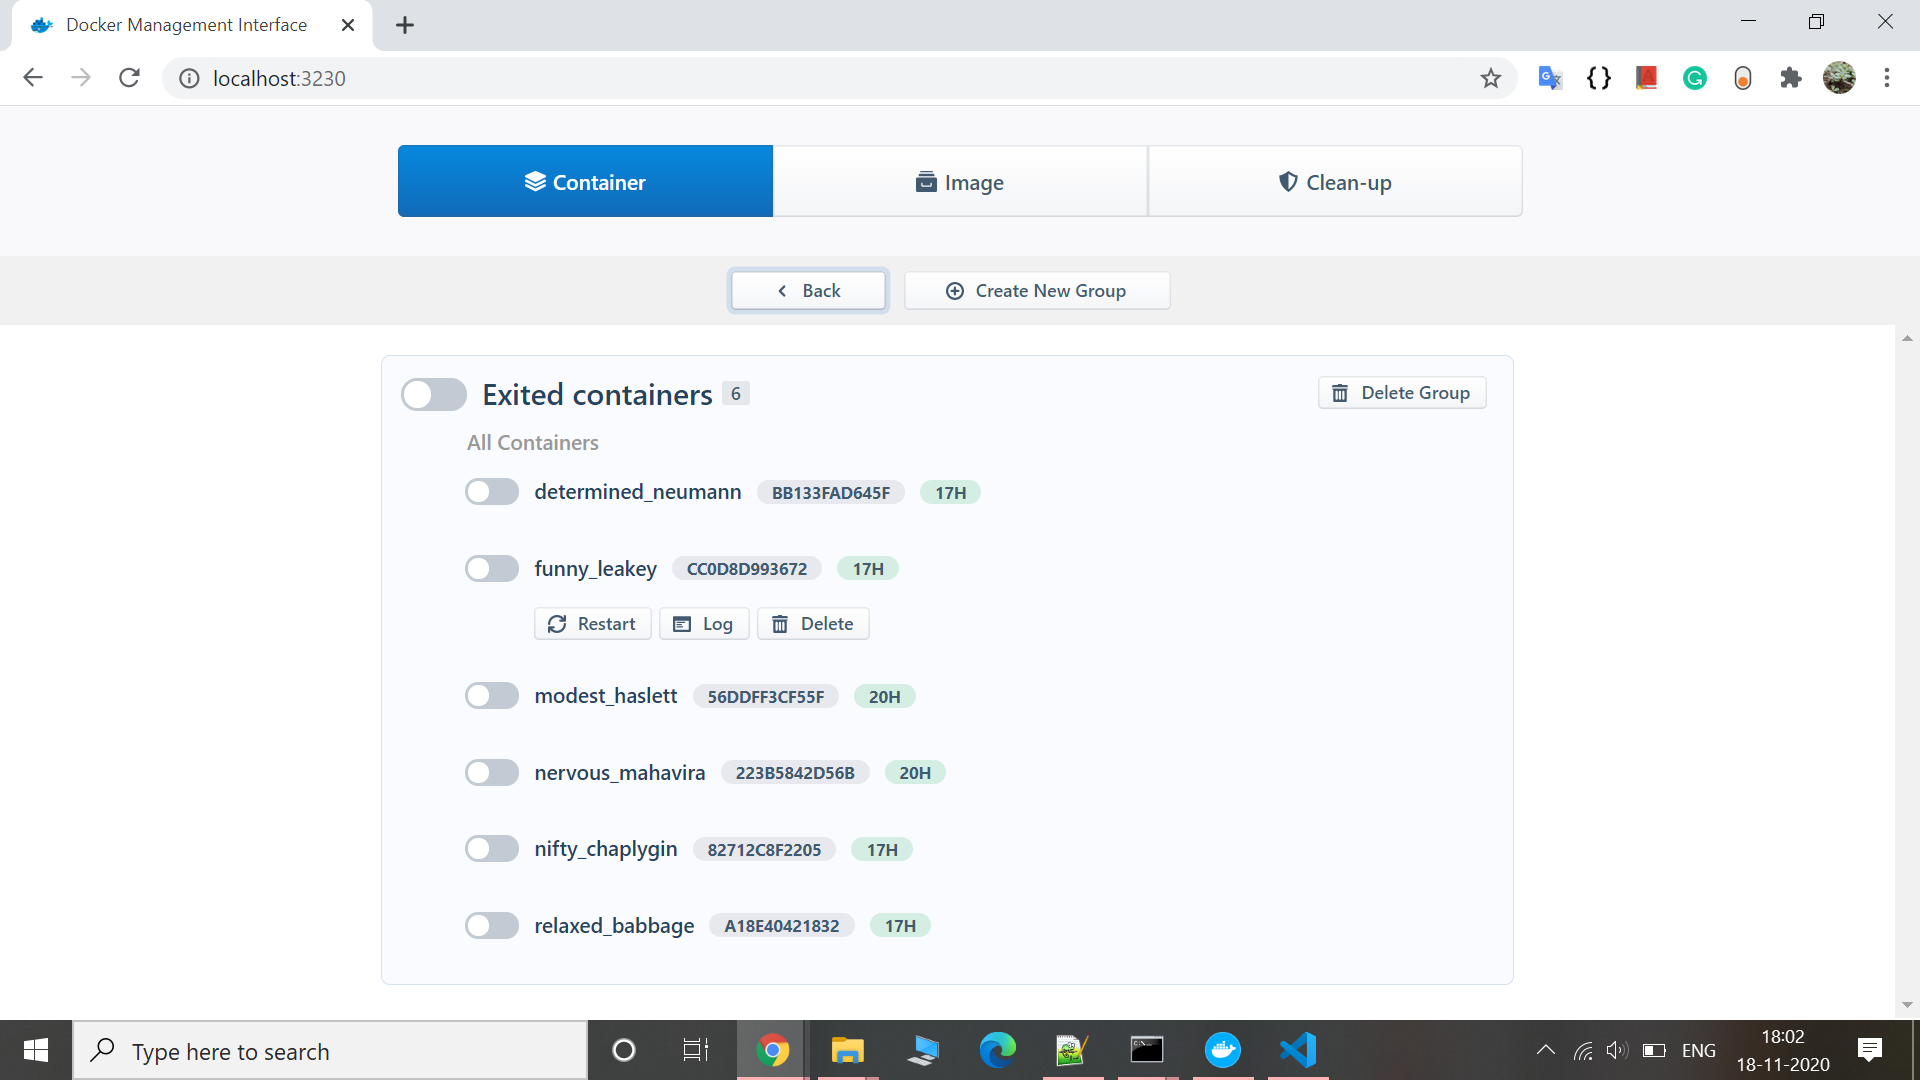 Docker Management Interface
localhost:3230
Container
Image
Clean-up
Back
Create New Group
Exited containers 6
Delete Group
All Containers
determined_neumann BB133FAD645F 17H
funny_leakey CC0D8D993672 17H
Restart Log Delete
modest_haslett 56DDFF3CF55F 20H
nervous_mahavira 223B5842D56B 20H
nifty_chaplygin 82712C8F2205 17H
relaxed_babbage A18E40421832 17H
Type here to search
ENG
18:02
18-11-2020